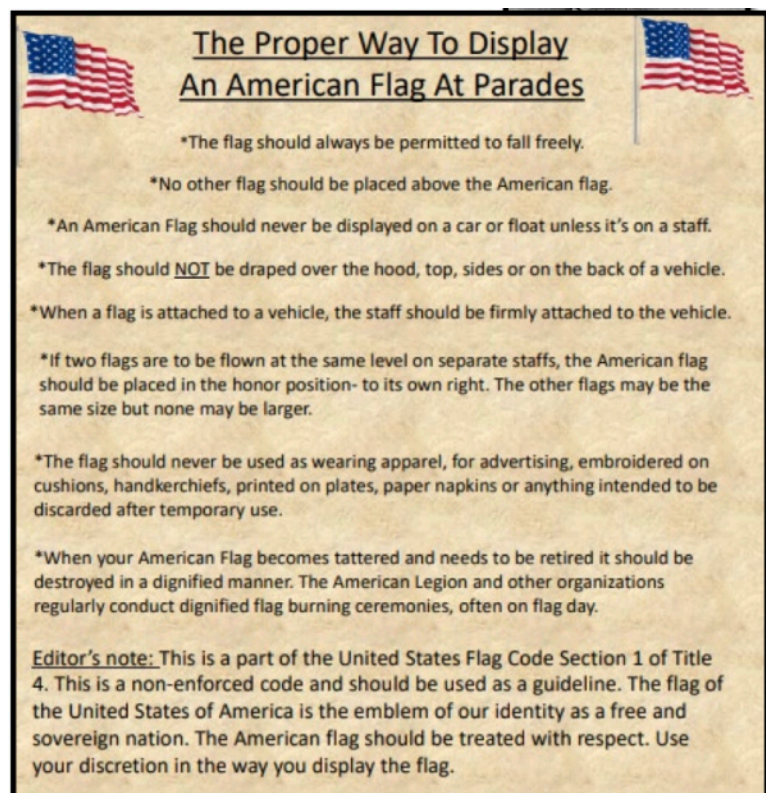 The Proper Way To Display
An American Flag At Parades
*The flag should always be permitted to fall freely.
*No other flag should be placed above the American flag.
*An American Flag should never be displayed on a car or float unless it's on a staff.
*The flag should NOT be draped over the hood, top, sides or on the back of a vehicle.
*When a flag is attached to a vehicle, the staff should be firmly attached to the vehicle.
*If two flags are to be flown at the same level on separate staffs, the American flag
should be placed in the honor position- to its own right. The other flags may be the
same size but none may be larger.
*The flag should never be used as wearing apparel, for advertising, embroidered on
cushions, handkerchiefs, printed on plates, paper napkins or anything intended to be
discarded after temporary use.
*When your American Flag becomes tattered and needs to be retired it should be
destroyed in a dignified manner. The American Legion and other organizations
regularly conduct dignified flag burning ceremonies, often on flag day.
Editor's note: This is a part of the United States Flag Code Section 1 of Title
4. This is a non-enforced code and should be used as a guideline. The flag of
the United States of America is the emblem of our identity as a free and
sovereign nation. The American flag should be treated with respect. Use
your discretion in the way you display the flag.